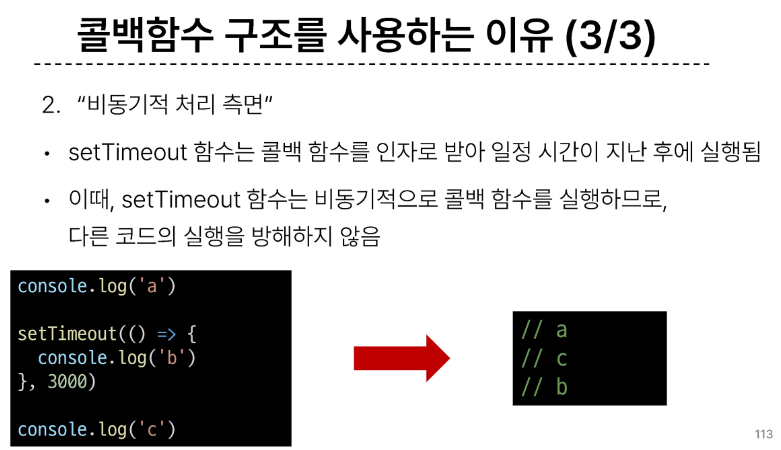 콜백함수 구조를 사용하는 이유 (3/3)
2. “비동기적 처리 측면”
• setTimeout 함수는 콜백 함수를 인자로 받아 일정 시간이 지난 후에 실행됨
• 이때, setTimeout 함수는 비동기적으로 콜백 함수를 실행하므로,
다른 코드의 실행을 방해하지 않음
console.log('a')
setTimeout(() => {
  console.log('b')
}, 3000)
console.log('c')
// a
// c
// b
113